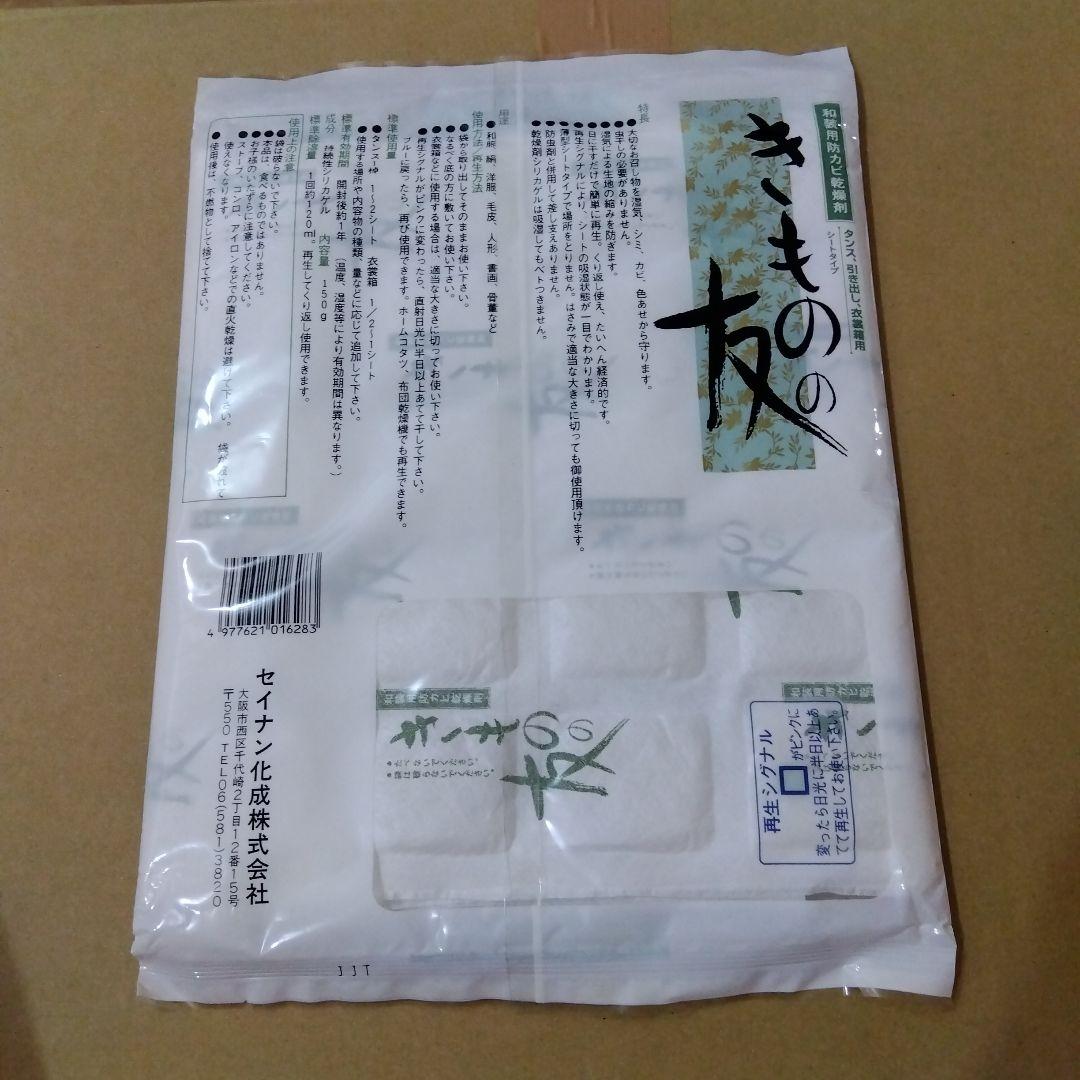 和装用防カビ乾燥剤
タンス、引き出し、衣裳箱用
シートタイプ
きものの友
特長
●大切なお召し物を湿気、シミ、カビ、色あせから守ります。
●虫干しの必要がありません。
●湿気による生地の縮みを防ぎます。
●日に干すだけで簡単に再生。くり返し使え、たいへん経済的です。
●再生シグナルにより、シートの吸湿状態が一目でわかります。
●薄型シートタイプで場所をとりません。はさみで適当な大きさに切っても御使用頂けます。
●防虫剤と併用して差し支えありません。
●乾燥剤シリカゲルは吸湿してもベトつきません。
用途
●和服、絹、洋服、毛皮、人形、書画、骨董など
使用方法／再生方法
●袋から取り出してそのままお使い下さい。
●なるべく底の方に敷いてお使い下さい。
●衣裳箱などに使用する場合は、適当な大きさに切ってお使い下さい。
●再生シグナルがピンクに変わったら、直射日光に半日以上あてて干して下さい。
ブルーに戻ったら、再び使用できます。ホームコタツ、布団乾燥機でも再生できます。
標準使用量
●タンス一棹 1〜2シート 衣裳箱 1／2〜1シート
●使用する場所や内容物の種類、量などに応じて追加して下さい。
標準有効期間 開封後約1年 （温度、湿度等により有効期間は異なります。）
成分 持続性シリカゲル 内容量 150g
標準除湿量 1回約120ml。再生してくり返し使用できます。
使用上の注意
●袋は破らないで下さい。
●本品は、食べるものではありません。
●お子様のいたずらに注意してください。
●ストーブ、コンロ、アイロンなどでの直火乾燥は避けて下さい。 袋が破れて
使えなくなります。
●使用後は、不燃物として捨てて下さい。
4 977621 016283
セイナン化成株式会社
大阪市西区千代崎2丁目12番15号
〒550 TEL06(581)3820
和装用防カビ乾燥剤
きものの友
和装用防カビ乾
再生シグナル
□がピンクに
変ったら日光に半日以上あ
てて再生してお使い下さい。
JJT